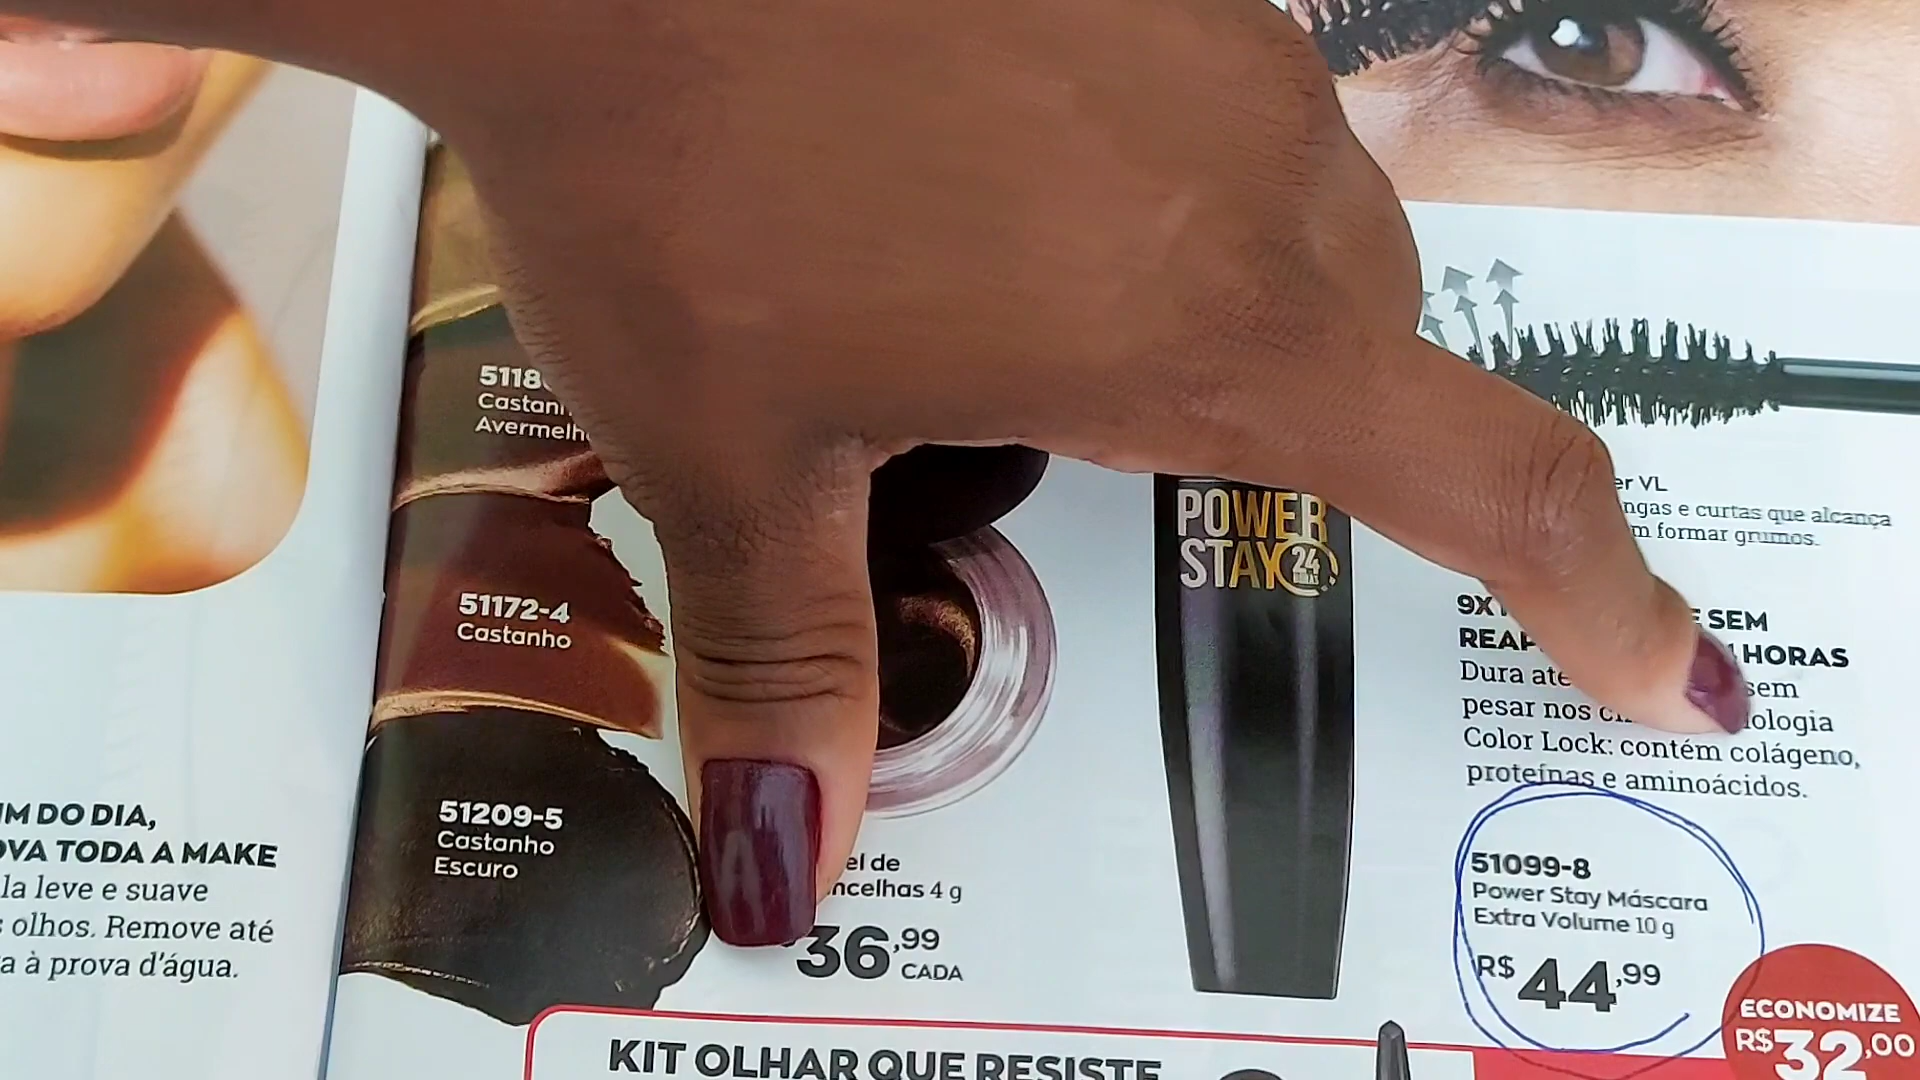 IM DO DIA,
OVA TODA A MAKE
la leve e suave
olhos. Remove até
a à prova d'água.
5118
Castanh
Avermelh
51172-4
Castanho
51209-5
Castanho
Escuro
el de
ncelhas 4 g
36,99
CADA
POWER
STAY 24
er VL
ngas e curtas que alcança
m formar grumos.
9X SEM
REAP HORAS
Dura até sem
pesar nos ologia
Color Lock: contém colágeno,
proteínas e aminoácidos.
51099-8
Power Stay Máscara
Extra Volume 10 g
R$ 44,99
ECONOMIZE
R$ 32,00
KIT OLHAR QUE RESISTE